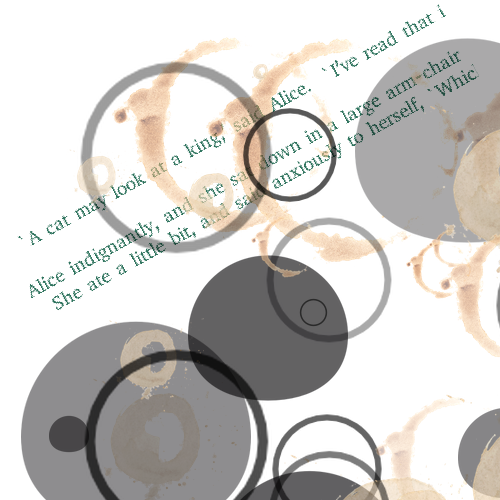 `A cat may look at a king,' said Alice. `I've read that i
Alice indignantly, and she sat down in a large arm-chair
She ate a little bit, and said anxiously to herself, `Whic